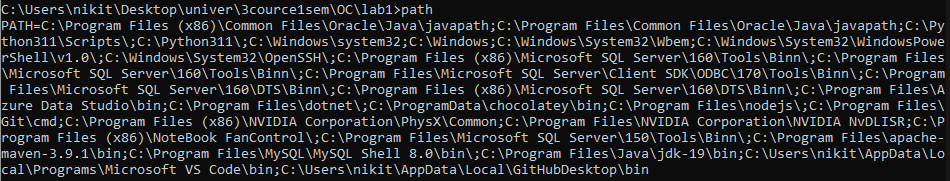 C:\Users\nikit\Desktop\univer\3cource1sem\OC\lab1>path
PATH=C:\Program Files (x86)\Common Files\Oracle\Java\javapath;C:\Program Files\Common Files\Oracle\Java\javapath;C:\Py
thon311\Scripts\;C:\Python311\;C:\Windows\system32;C:\Windows;C:\Windows\System32\Wbem;C:\Windows\System32\WindowsPowe
rShell\v1.0\;C:\Windows\System32\OpenSSH\;C:\Program Files (x86)\Microsoft SQL Server\160\Tools\Binn\;C:\Program Files
\Microsoft SQL Server\160\Tools\Binn\;C:\Program Files\Microsoft SQL Server\Client SDK\ODBC\170\Tools\Binn\;C:\Program
 Files\Microsoft SQL Server\160\DTS\Binn\;C:\Program Files (x86)\Microsoft SQL Server\160\DTS\Binn\;C:\Program Files\A
zure Data Studio\bin;C:\Program Files\dotnet\;C:\ProgramData\chocolatey\bin;C:\Program Files\nodejs\;C:\Program Files\
Git\cmd;C:\Program Files (x86)\NVIDIA Corporation\PhysX\Common;C:\Program Files\NVIDIA Corporation\NVIDIA NvDLISR;C:\P
rogram Files (x86)\NoteBook FanControl\;C:\Program Files\Microsoft SQL Server\150\Tools\Binn\;C:\Program Files\apache-
maven-3.9.1\bin;C:\Program Files\MySQL\MySQL Shell 8.0\bin\;C:\Program Files\Java\jdk-19\bin;C:\Users\nikit\AppData\Lo
cal\Programs\Microsoft VS Code\bin;C:\Users\nikit\AppData\Local\GitHubDesktop\bin